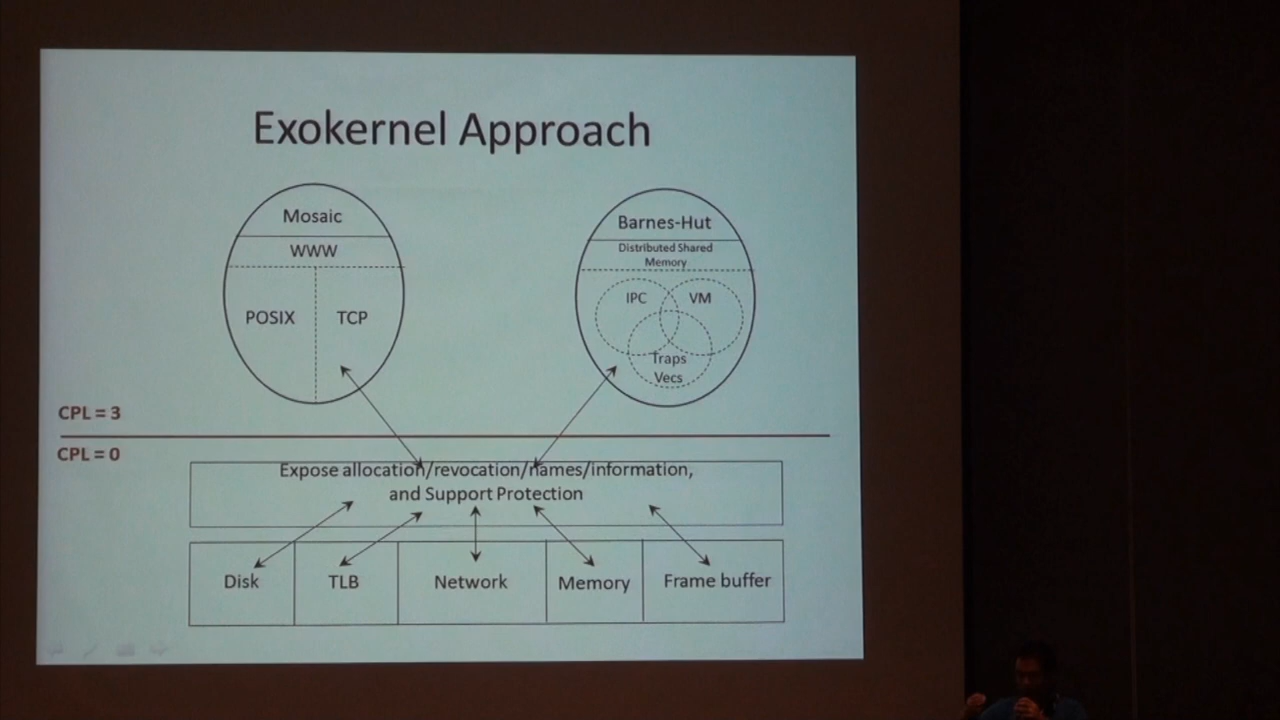 Exokernel Approach
Mosaic
WWW
POSIX
TCP
Barnes-Hut
Distributed Shared
Memory
IPC
VM
Traps
Vecs
CPL = 3
CPL = 0
Expose allocation/revocation/names/information,
and Support Protection
Disk
TLB
Network
Memory
Frame buffer